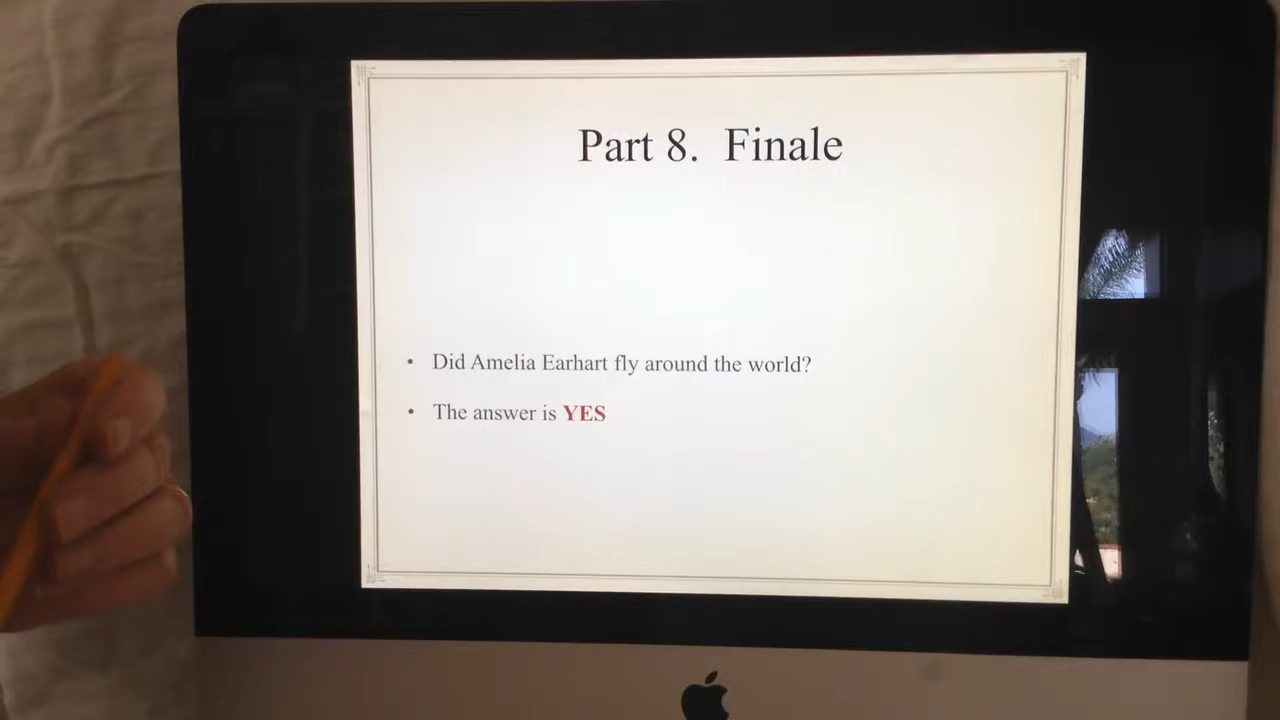 Part 8. Finale
• Did Amelia Earhart fly around the world?
• The answer is YES